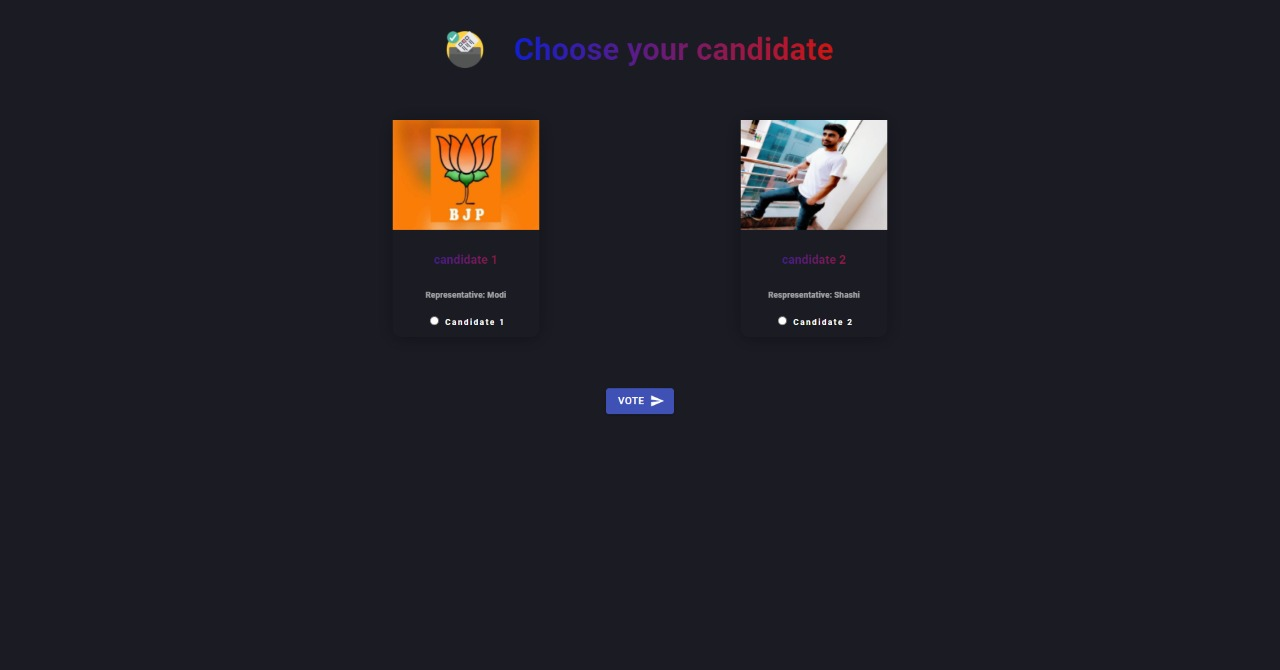 Choose your candidate
BJP
candidate 1
candidate 2
Representative: Modi
Respresentative: Shashi
Candidate 1
Candidate 2
VOTE